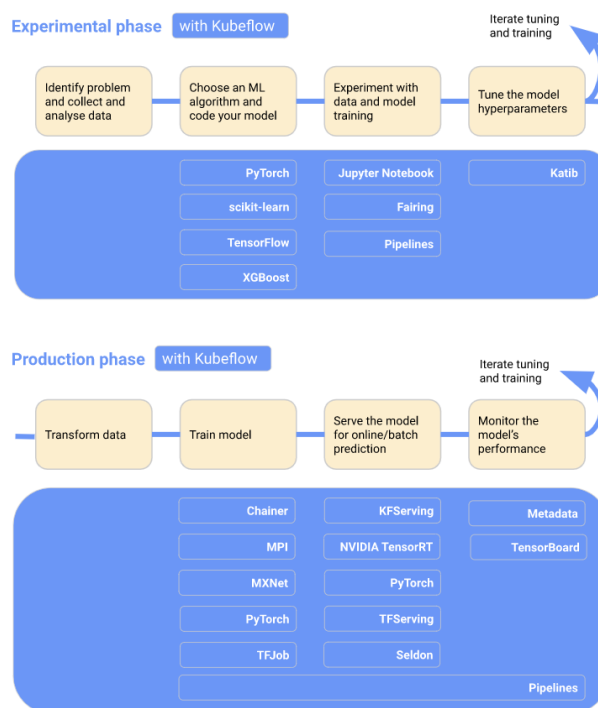 Experimental phase with Kubeflow
Iterate tuning
and training
Identify problem
and collect and
analyse data
Choose an ML
algorithm and
code your model
Experiment with
data and model
training
Tune the model
hyperparameters
PyTorch
scikit-learn
TensorFlow
XGBoost
Jupyter Notebook
Fairing
Pipelines
Katib
Production phase with Kubeflow
Iterate tuning
and training
Transform data
Train model
Serve the model
for online/batch
prediction
Monitor the
model's
performance
Chainer
MPI
MXNet
PyTorch
TFJob
KFServing
NVIDIA TensorRT
PyTorch
TFServing
Seldon
Metadata
TensorBoard
Pipelines